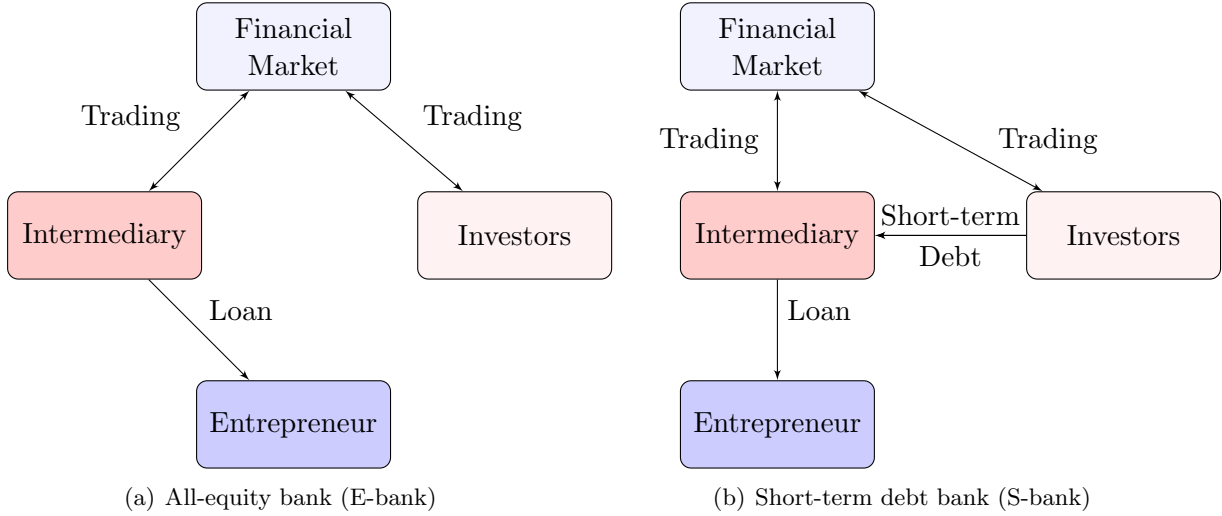 Financial
Market
Trading
Trading
Intermediary
Investors
Loan
Entrepreneur
(a) All-equity bank (E-bank)
Financial
Market
Trading
Trading
Intermediary
Short-term
Debt
Investors
Loan
Entrepreneur
(b) Short-term debt bank (S-bank)